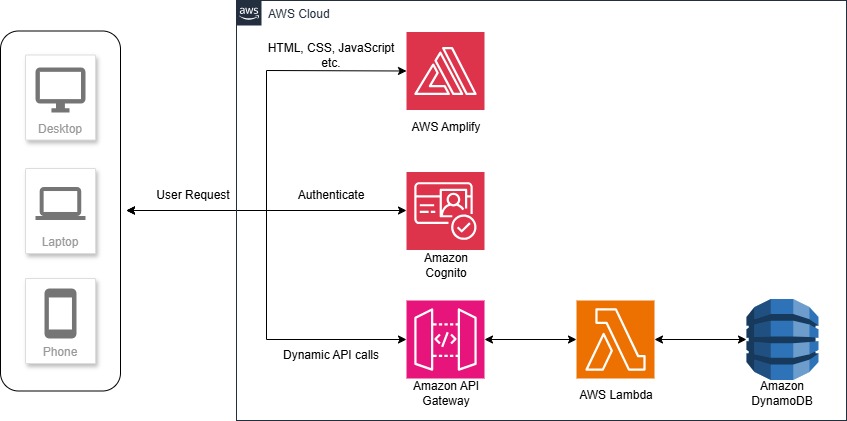 aws
AWS Cloud
Desktop
Laptop
Phone
User Request
HTML, CSS, JavaScript
etc.
AWS Amplify
Authenticate
Amazon
Cognito
Dynamic API calls
</>
Amazon API
Gateway
AWS Lambda
Amazon
DynamoDB